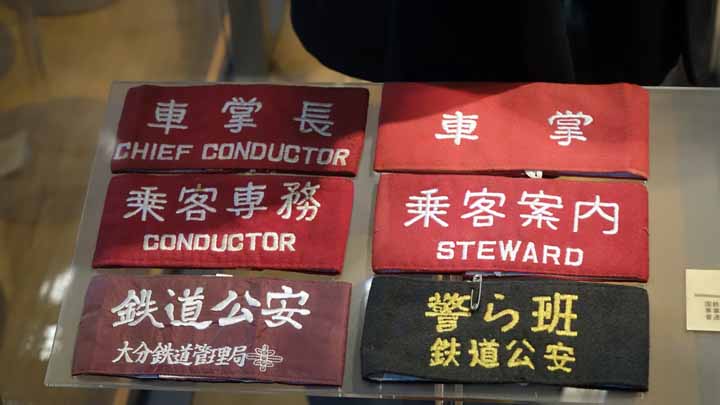 車掌長
CHIEF CONDUCTOR
車掌
乗客専務
CONDUCTOR
乗客案内
STEWARD
鉄道公安
大分鉄道管理局
警ら班
鉄道公安